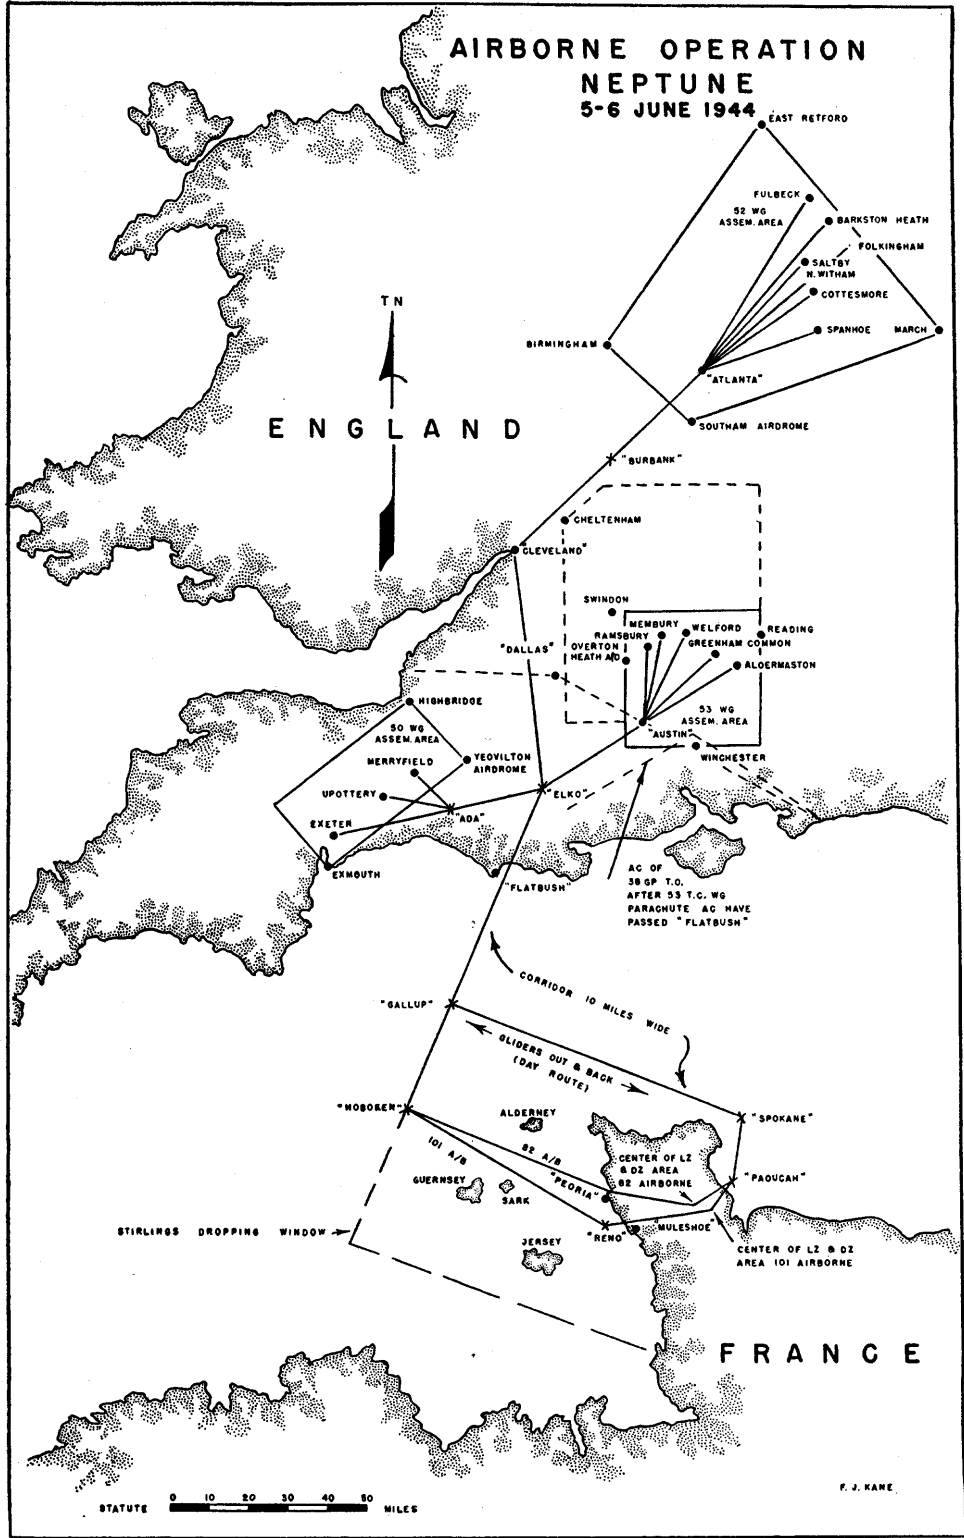 AIRBORNE OPERATION
NEPTUNE
5-6 JUNE 1944
EAST RETFORD
FULBECK
52 WG
ASSEM. AREA
BARKSTON HEATH
FOLKINGHAM
SALTBY
N. WITHAM
COTTESMORE
SPANHOE
MARCH
BIRMINGHAM
"ATLANTA"
SOUTHAM AIRDROME
TN
ENGLAND
"BURBANK"
CHELTENHAM
"CLEVELAND"
SWINDON
MEMBURY
WELFORD
READING
RAMSBURY
GREENHAM COMMON
OVERTON
HEATH A/D
ALDERMASTON
"DALLAS"
53 WG
ASSEM. AREA
"AUSTIN"
WINCHESTER
HIGHBRIDGE
50 WG
ASSEM. AREA
MERRYFIELD
YEOVILTON
AIRDROME
UPOTTERY
"ELKO"
"ADA"
EXETER
EXMOUTH
"FLATBUSH"
AC OF
38 GP T.O.
AFTER 53 T.C. WG
PARACHUTE AC HAVE
PASSED "FLATBUSH"
CORRIDOR 10 MILES WIDE
"GALLUP"
GLIDERS OUT & BACK
(DAY ROUTE)
"HOBOKEN"
"SPOKANE"
ALDERNEY
82 A/B
101 A/B
CENTER OF LZ
& DZ AREA
82 AIRBORNE
"PEORIA"
"PAOUCAH"
GUERNSEY
SARK
STIRLINGS DROPPING WINDOW
"RENO"
"MULESHOE"
JERSEY
CENTER OF LZ & DZ
AREA 101 AIRBORNE
FRANCE
F. J. KANE
STATUTE 0 10 20 30 40 50 MILES